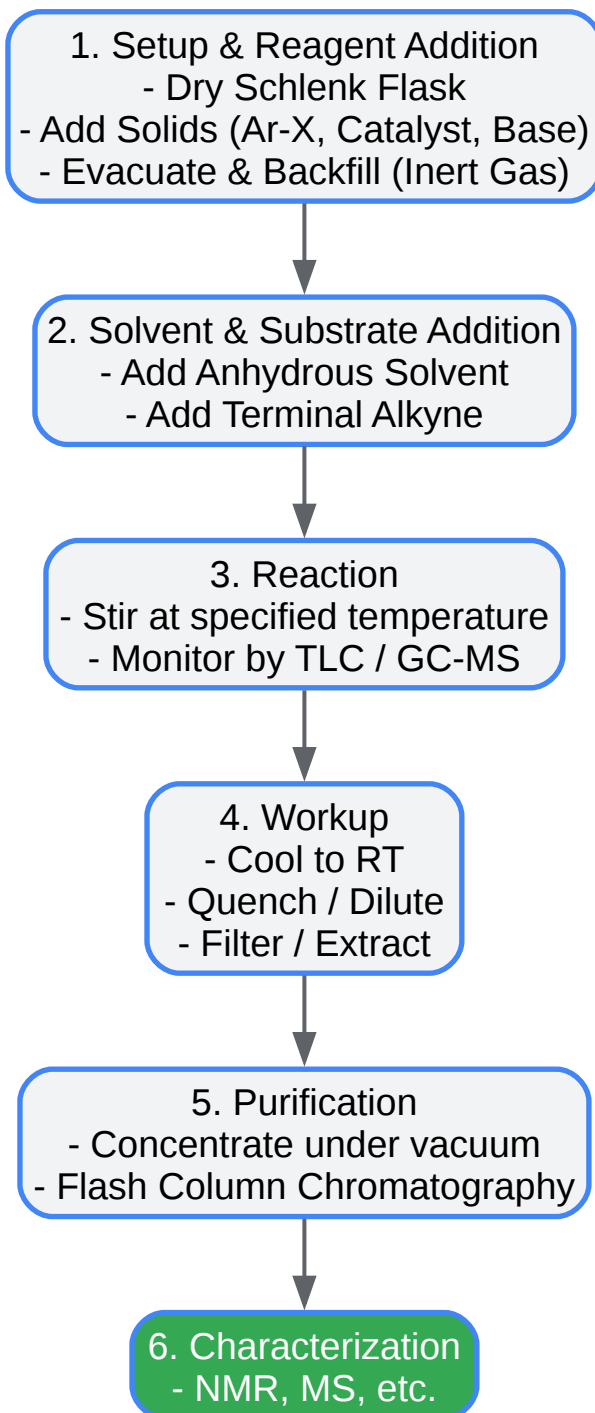 1. Setup & Reagent Addition
- Dry Schlenk Flask
- Add Solids (Ar-X, Catalyst, Base)
- Evacuate & Backfill (Inert Gas)
2. Solvent & Substrate Addition
- Add Anhydrous Solvent
- Add Terminal Alkyne
3. Reaction
- Stir at specified temperature
- Monitor by TLC / GC-MS
4. Workup
- Cool to RT
- Quench / Dilute
- Filter / Extract
5. Purification
- Concentrate under vacuum
- Flash Column Chromatography
6. Characterization
- NMR, MS, etc.